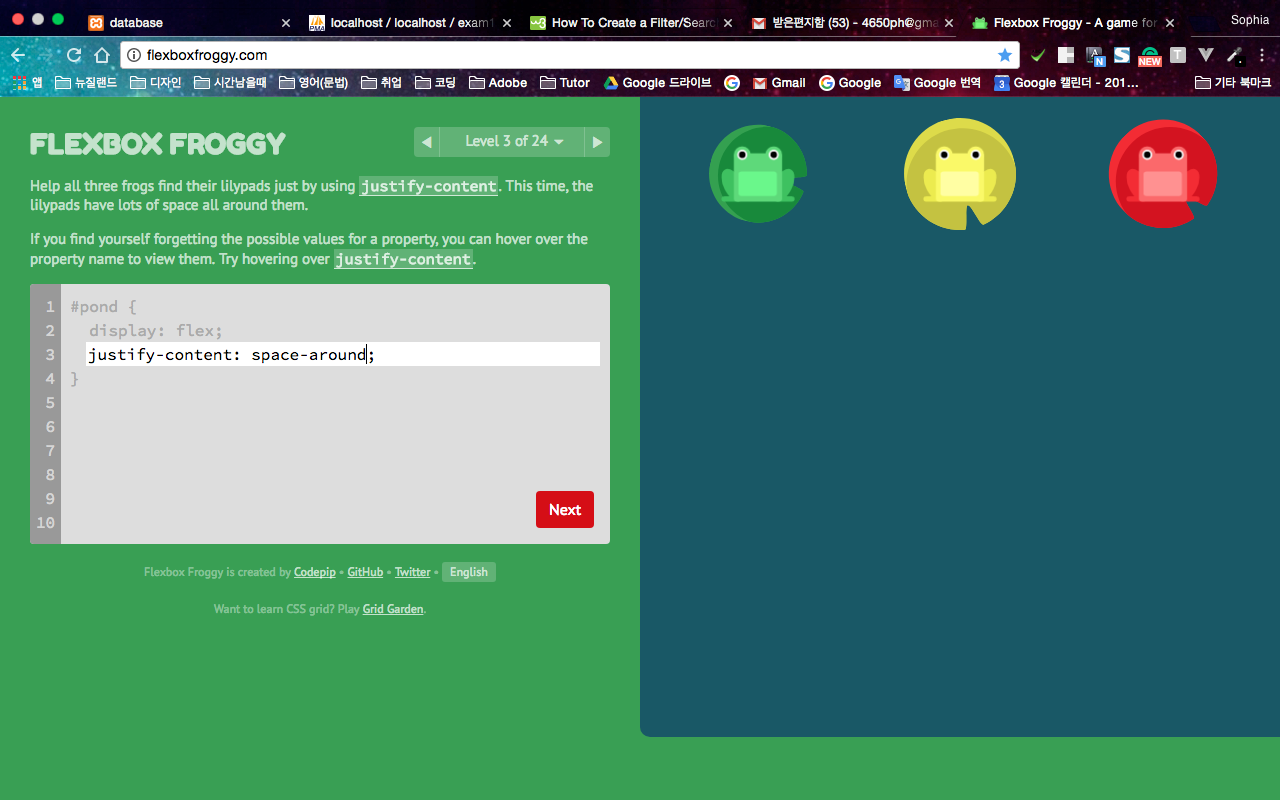 database
localhost / localhost / exam1
How To Create a Filter/Searc
받은편지함 (53) - 4650ph@gma
Flexbox Froggy - A game for
Sophia
flexboxfroggy.com
N
NEW
T
앱 뉴질랜드 디자인 시간남을때 영어(문법) 취업 코딩 Adobe Tutor Google 드라이브 Gmail Google Google 번역 3 Google 캘린더 - 201... 기타 북마크
FLEXBOX FROGGY
Level 3 of 24
Help all three frogs find their lilypads just by using justify-content. This time, the
lilypads have lots of space all around them.
If you find yourself forgetting the possible values for a property, you can hover over the
property name to view them. Try hovering over justify-content.
1 #pond {
2 display: flex;
3 justify-content: space-around;
4 }
5
6
7
8
9
10
Next
Flexbox Froggy is created by Codepip • GitHub • Twitter • English
Want to learn CSS grid? Play Grid Garden.